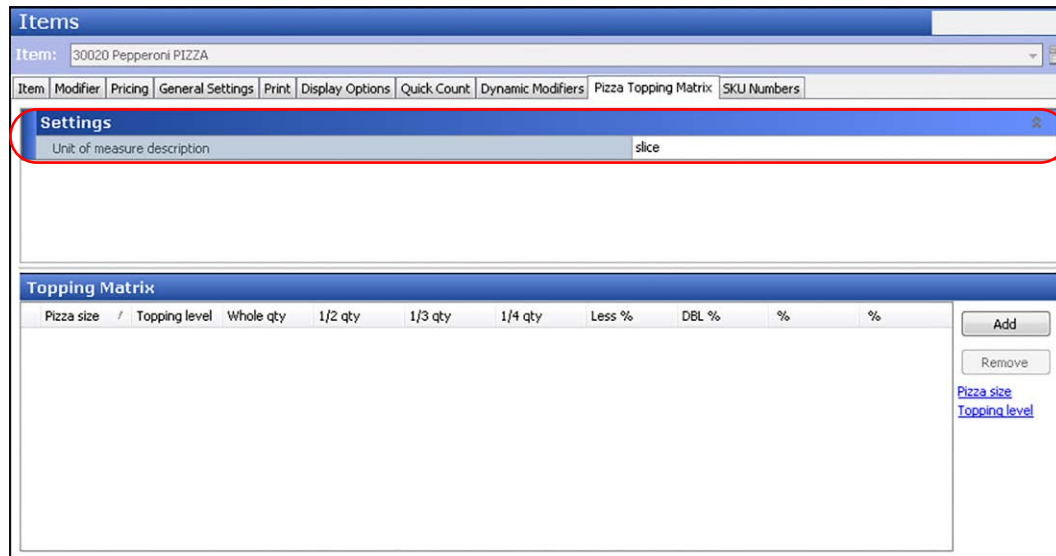 Items
Item: 30020 Pepperoni PIZZA
Item Modifier Pricing General Settings Print Display Options Quick Count Dynamic Modifiers Pizza Topping Matrix SKU Numbers
Settings
Unit of measure description slice
Topping Matrix
Pizza size / Topping level Whole qty 1/2 qty 1/3 qty 1/4 qty Less % DBL % % %
Add
Remove
Pizza size
Topping level